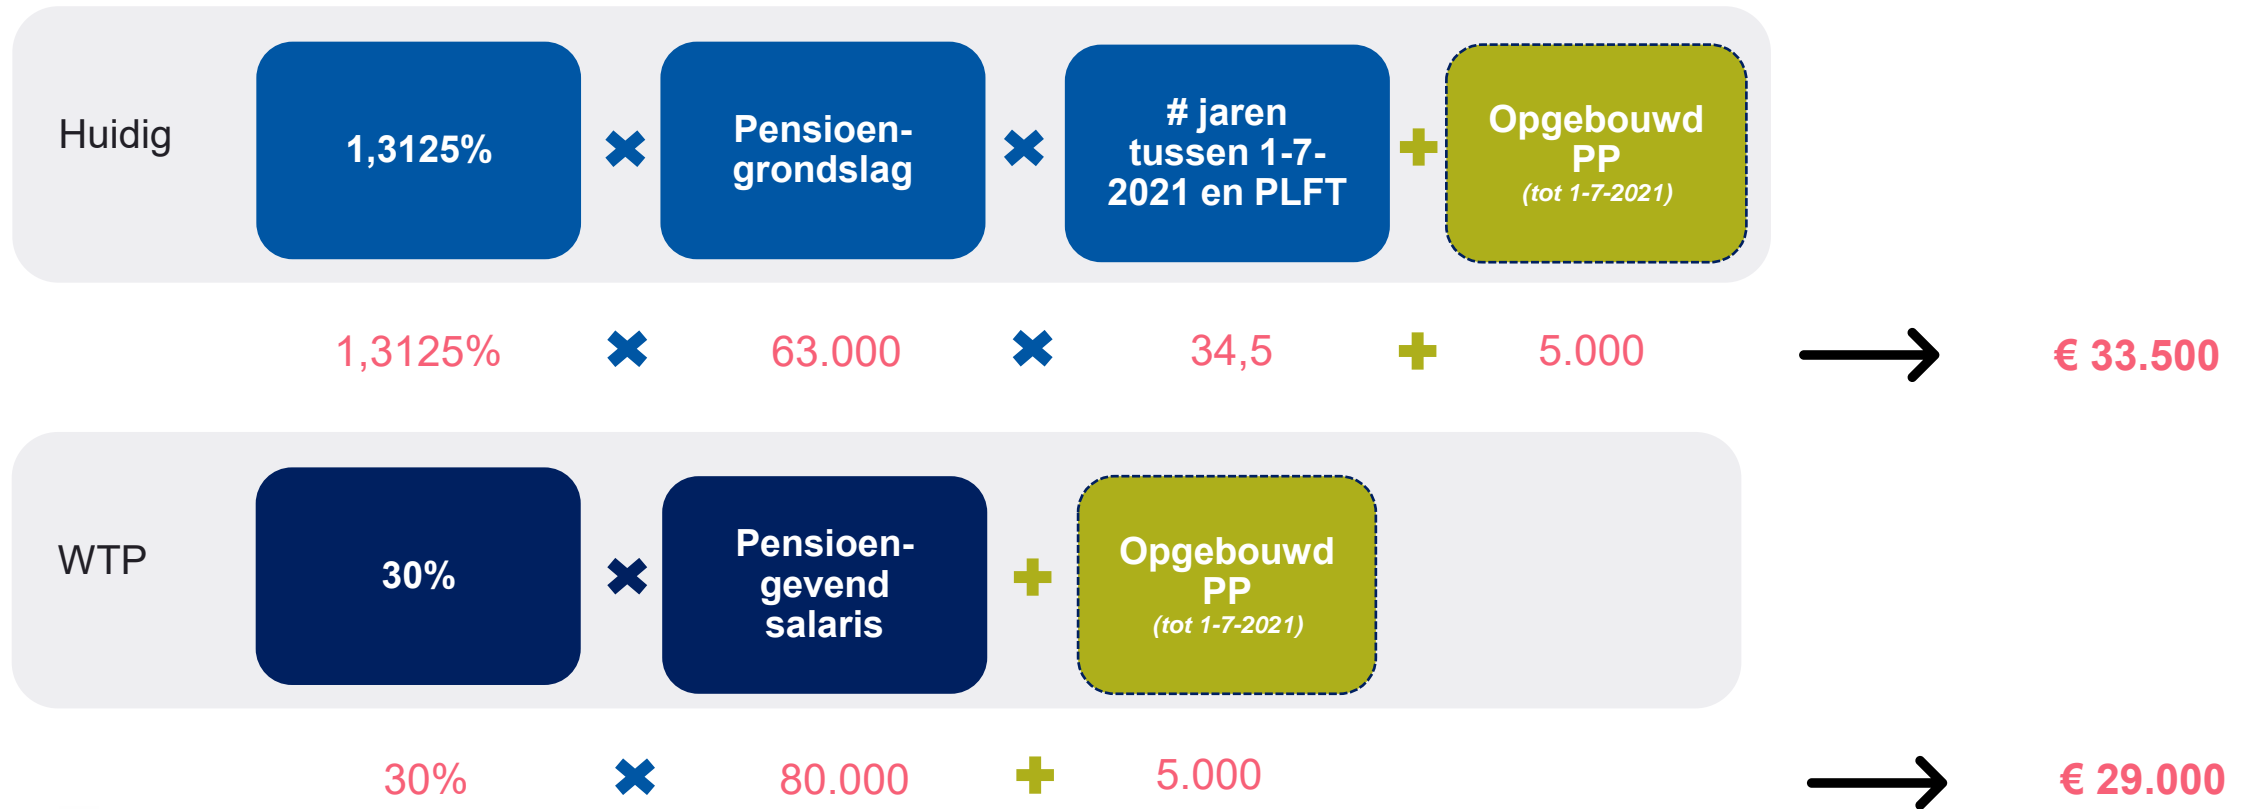 Huidig
1,3125%
Pensioen-
grondslag
# jaren
tussen 1-7-
2021 en PLFT
Opgebouwd
PP
(tot 1-7-2021)
1,3125%
63.000
34,5
5.000
€ 33.500
WTP
30%
Pensioen-
gevend
salaris
Opgebouwd
PP
(tot 1-7-2021)
30%
80.000
5.000
€ 29.000